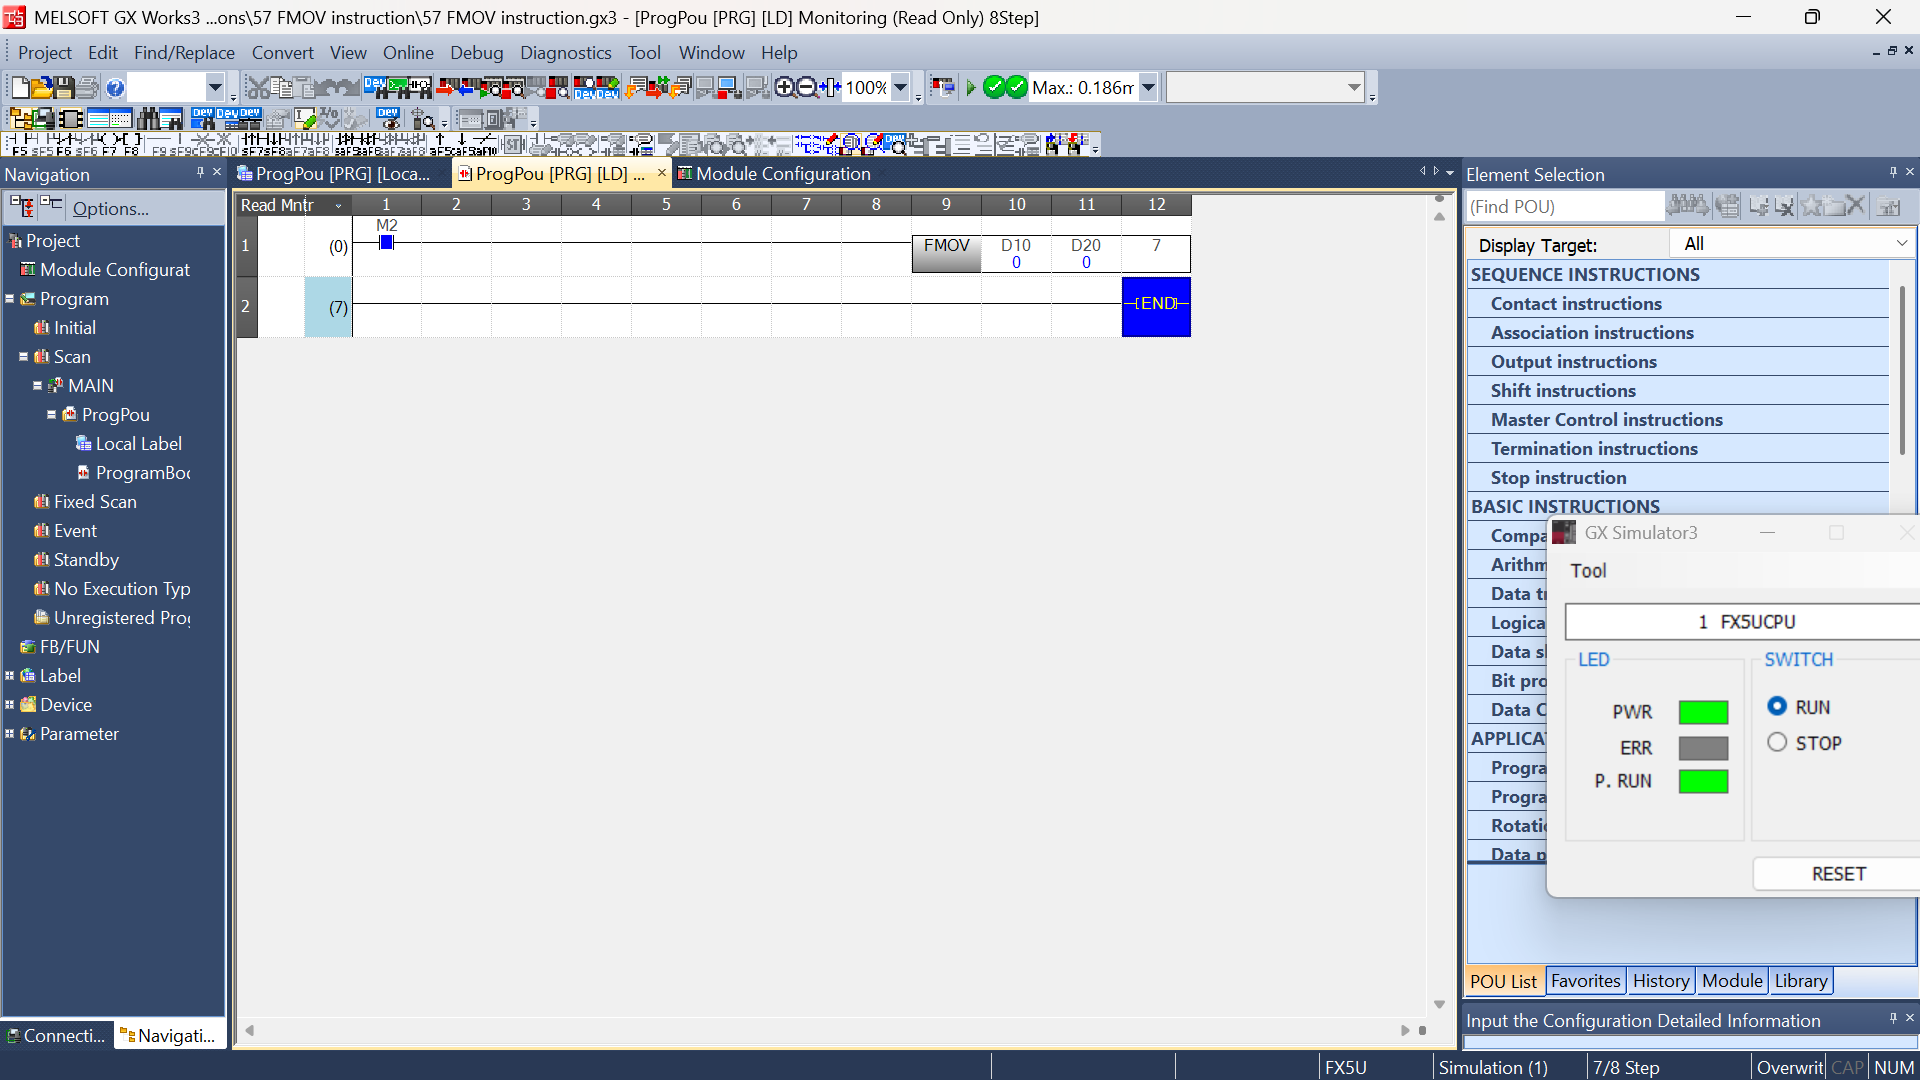 MELSOFT GX Works3 ...ons\57 FMOV instruction\57 FMOV instruction.gx3 - [ProgPou [PRG] [LD] Monitoring (Read Only) 8Step]
Project Edit Find/Replace Convert View Online Debug Diagnostics Tool Window Help
100% Max.: 0.186m
Navigation
Options...
Project
Module Configurat
Program
Initial
Scan
MAIN
ProgPou
Local Label
ProgramBod
Fixed Scan
Event
Standby
No Execution Typ
Unregistered Prog
FB/FUN
Label
Device
Parameter
Connecti... Navigati...
ProgPou [PRG] [Loca... ProgPou [PRG] [LD] ... Module Configuration
Read Mntr 1 2 3 4 5 6 7 8 9 10 11 12
M2
1 (0) FMOV D10 D20 7
0 0
2 (7) [END]
Element Selection
(Find POU)
Display Target: All
SEQUENCE INSTRUCTIONS
Contact instructions
Association instructions
Output instructions
Shift instructions
Master Control instructions
Termination instructions
Stop instruction
BASIC INSTRUCTIONS
Compa
Arithm
Data t
Logica
Data s
Bit pro
Data C
APPLICA
Progra
Progra
Rotati
Data p
GX Simulator3
Tool
1 FX5UCPU
LED SWITCH
PWR RUN
ERR STOP
P. RUN
RESET
POU List Favorites History Module Library
Input the Configuration Detailed Information
FX5U Simulation (1) 7/8 Step Overwrit CAP NUM